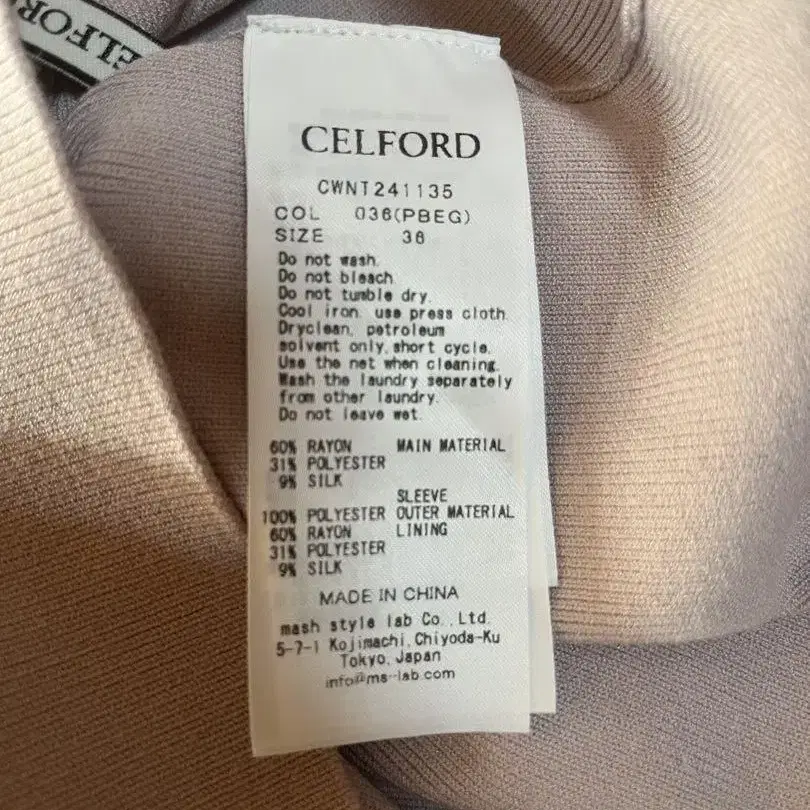 CELFORD
CWNT241135
COL 036(PBEG)
SIZE 36
Do not wash.
Do not bleach
Do not tumble dry.
Cool iron. use press cloth.
Dryclean, petroleum
solvent only, short cycle.
Use the net when cleaning.
Wash the laundry separately
from other laundry.
Do not leave wet.
60% RAYON MAIN MATERIAL
31% POLYESTER
9% SILK
SLEEVE
100% POLYESTER OUTER MATERIAL
60% RAYON LINING
31% POLYESTER
9% SILK
MADE IN CHINA
mash style lab Co., Ltd.
5-7-1 Kojimachi, Chiyoda-Ku
Tokyo, Japan
info@ms-lab.com